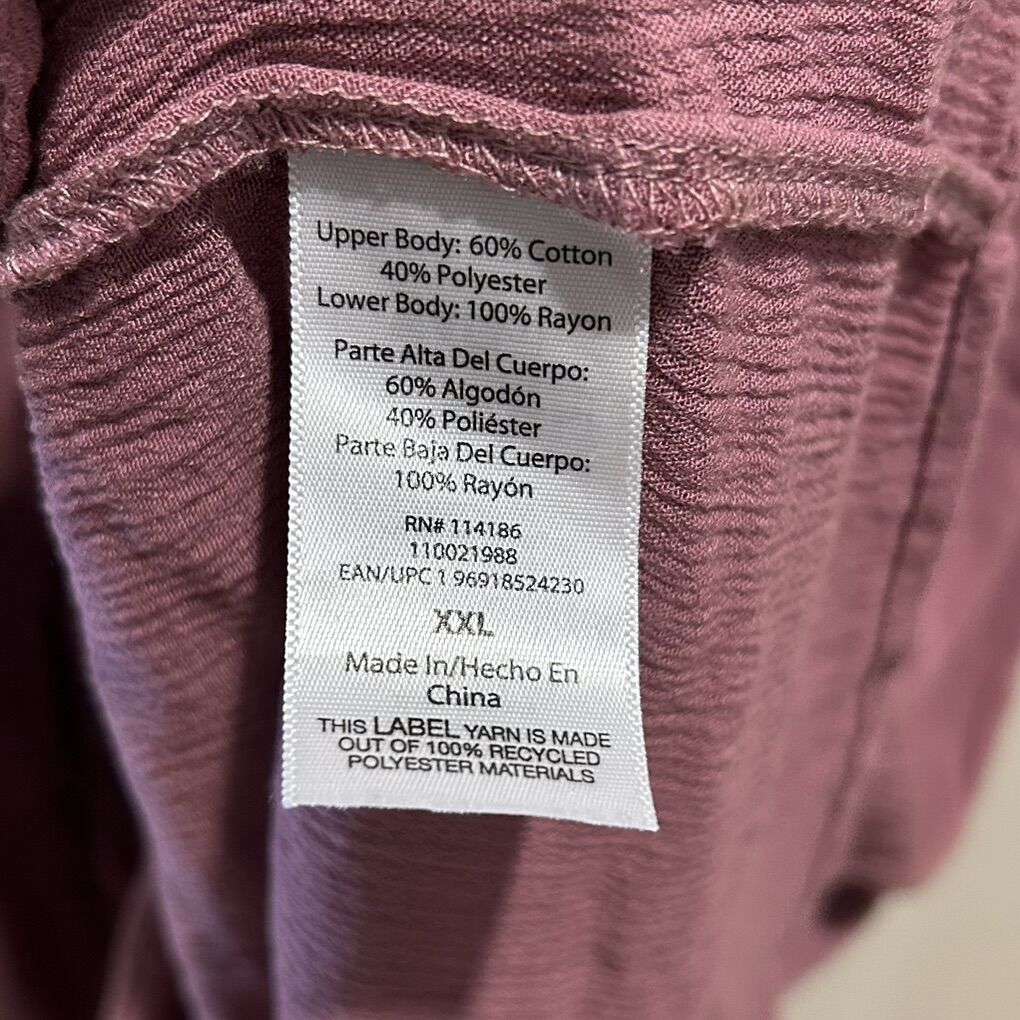 Upper Body: 60% Cotton
40% Polyester
Lower Body: 100% Rayon
Parte Alta Del Cuerpo:
60% Algodón
40% Poliéster
Parte Baja Del Cuerpo:
100% Rayón
RN# 114186
110021988
EAN/UPC 1 96918524230
XXL
Made In/Hecho En
China
THIS LABEL YARN IS MADE
OUT OF 100% RECYCLED
POLYESTER MATERIALS